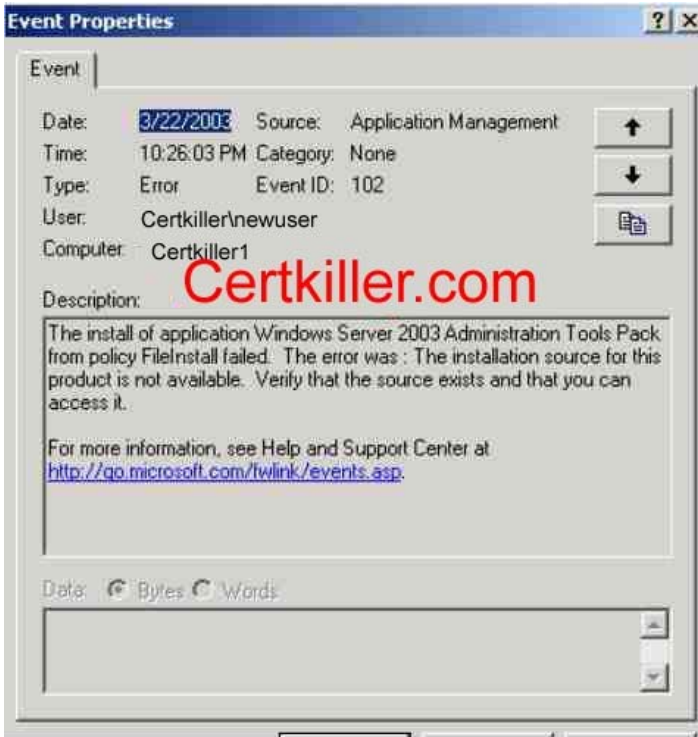 Event Properties
Event
Date: 3/22/2003 Source: Application Management
Time: 10:26:03 PM Category: None
Type: Error Event ID: 102
User: Certkiller\newuser
Computer: Certkiller1
Certkiller.com
Description:
The install of application Windows Server 2003 Administration Tools Pack
from policy FileInstall failed. The error was : The installation source for this
product is not available. Verify that the source exists and that you can
access it.
For more information, see Help and Support Center at
http://go.microsoft.com/fwlink/events.asp.
Data: Bytes Words